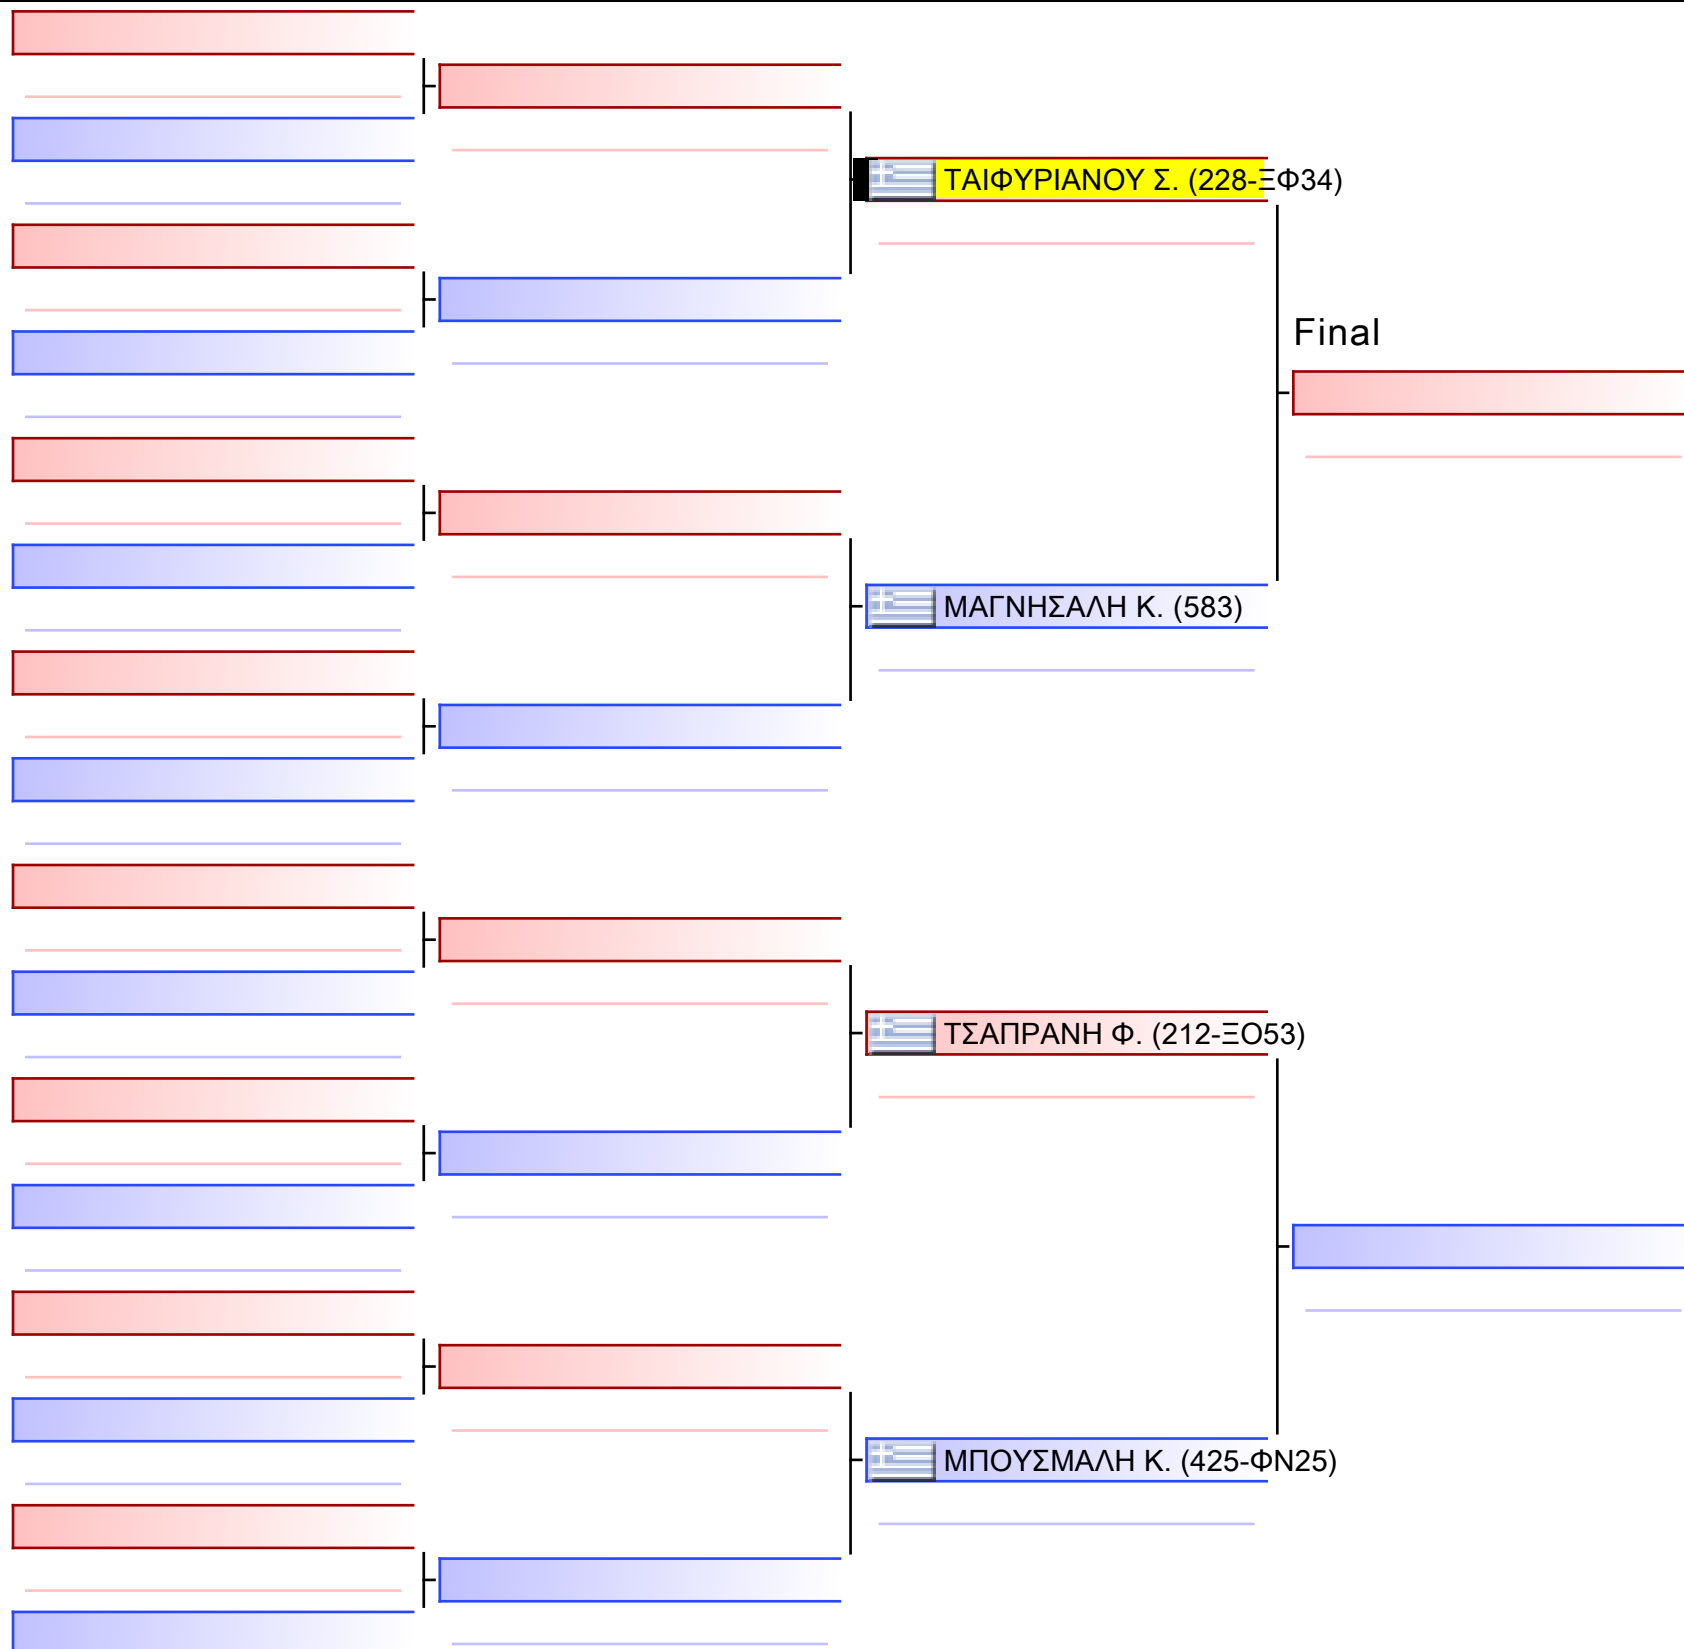 ΤΑΙΦΥΡΙΑΝΟΥ Σ. (228-ΞΦ34)
Final
ΜΑΓΝΗΣΑΛΗ Κ. (583)
ΤΣΑΠΡΑΝΗ Φ. (212-ΞΟ53)
ΜΠΟΥΣΜΑΛΗ Κ. (425-ΦΝ25)